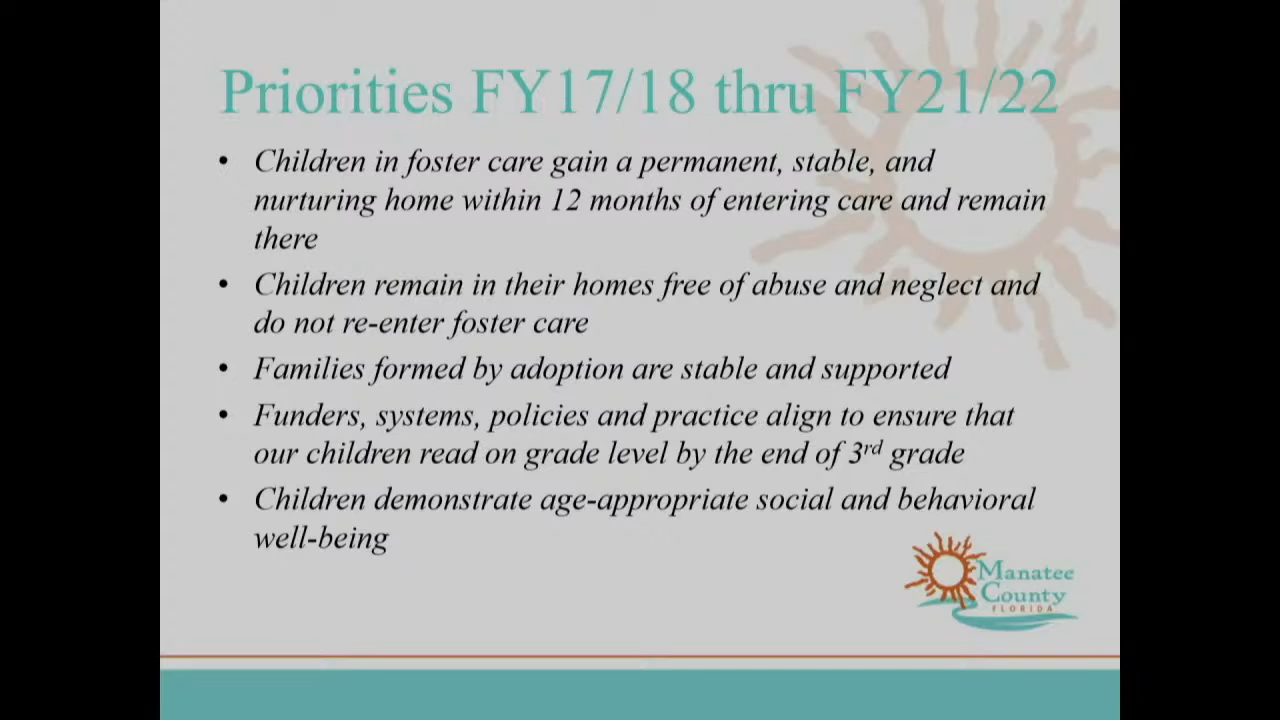 Priorities FY17/18 thru FY21/22
• Children in foster care gain a permanent, stable, and
nurturing home within 12 months of entering care and remain
there
• Children remain in their homes free of abuse and neglect and
do not re-enter foster care
• Families formed by adoption are stable and supported
• Funders, systems, policies and practice align to ensure that
our children read on grade level by the end of 3rd grade
• Children demonstrate age-appropriate social and behavioral
well-being
Manatee
County
FLORIDA